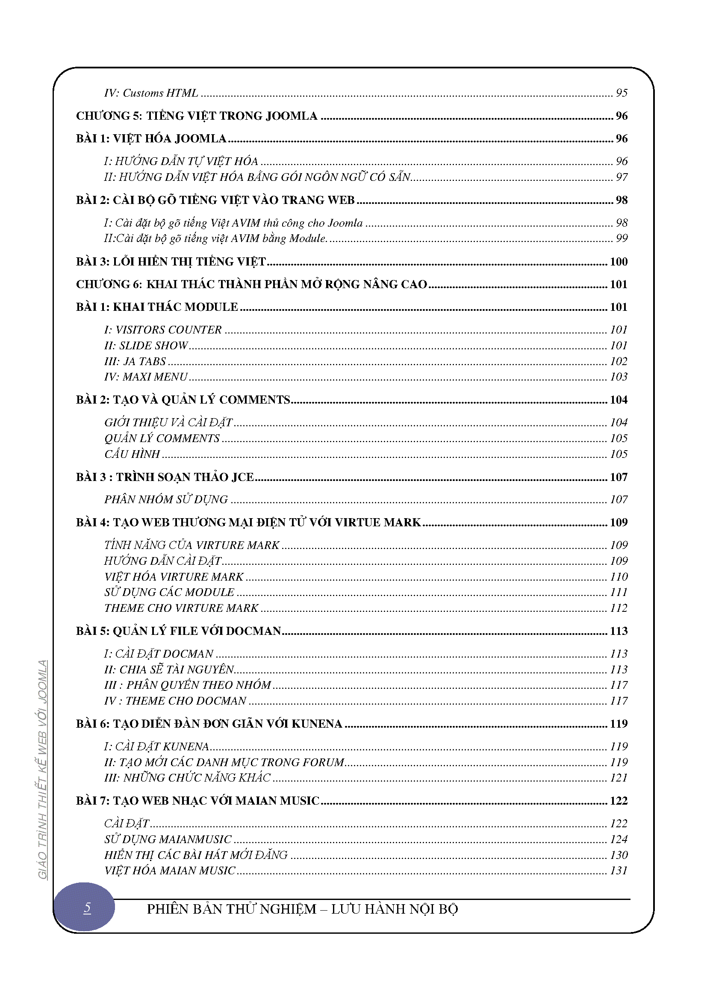 IV: Customs HTML ........ 95
CHƯƠNG 5: TIẾNG VIỆT TRONG JOOMLA ........ 96
BÀI 1: VIỆT HÓA JOOMLA ........ 96
I: HƯỚNG DẪN TỰ VIỆT HÓA ........ 96
II: HƯỚNG DẪN VIỆT HÓA BẰNG GÓI NGÔN NGỮ CÓ SẴN ........ 97
BÀI 2: CÀI BỘ GÕ TIẾNG VIỆT VÀO TRANG WEB ........ 98
I: Cài đặt bộ gõ tiếng Việt AVIM thủ công cho Joomla ........ 98
II:Cài đặt bộ gõ tiếng việt AVIM bằng Module. ........ 99
BÀI 3: LỖI HIỂN THỊ TIẾNG VIỆT ........ 100
CHƯƠNG 6: KHAI THÁC THÀNH PHẦN MỞ RỘNG NÂNG CAO ........ 101
BÀI 1: KHAI THÁC MODULE ........ 101
I: VISITORS COUNTER ........ 101
II: SLIDE SHOW ........ 101
III: JA TABS ........ 102
IV: MAXI MENU ........ 103
BÀI 2: TẠO VÀ QUẢN LÝ COMMENTS ........ 104
GIỚI THIỆU VÀ CÀI ĐẶT ........ 104
QUẢN LÝ COMMENTS ........ 105
CẤU HÌNH ........ 105
BÀI 3 : TRÌNH SOẠN THẢO JCE ........ 107
PHÂN NHÓM SỬ DỤNG ........ 107
BÀI 4: TẠO WEB THƯƠNG MẠI ĐIỆN TỬ VỚI VIRTUE MARK ........ 109
TÍNH NĂNG CỦA VIRTURE MARK ........ 109
HƯỚNG DẪN CÀI ĐẶT ........ 109
VIỆT HÓA VIRTURE MARK ........ 110
SỬ DỤNG CÁC MODULE ........ 111
THEME CHO VIRTURE MARK ........ 112
BÀI 5: QUẢN LÝ FILE VỚI DOCMAN ........ 113
I: CÀI ĐẶT DOCMAN ........ 113
II: CHIA SẼ TÀI NGUYÊN ........ 113
III : PHÂN QUYỀN THEO NHÓM ........ 117
IV : THEME CHO DOCMAN ........ 117
BÀI 6: TẠO DIỄN ĐÀN ĐƠN GIÃN VỚI KUNENA ........ 119
I: CÀI ĐẶT KUNENA ........ 119
II: TẠO MỚI CÁC DANH MỤC TRONG FORUM ........ 119
III: NHỮNG CHỨC NĂNG KHÁC ........ 121
BÀI 7: TẠO WEB NHẠC VỚI MAIAN MUSIC ........ 122
CÀI ĐẶT ........ 122
SỬ DỤNG MAIANMUSIC ........ 124
HIỂN THỊ CÁC BÀI HÁT MỚI ĐĂNG ........ 130
VIỆT HÓA MAIAN MUSIC ........ 131
GIÁO TRÌNH THIẾT KẾ WEB VỚI JOOMLA
5
PHIÊN BẢN THỬ NGHIỆM – LƯU HÀNH NỘI BỘ